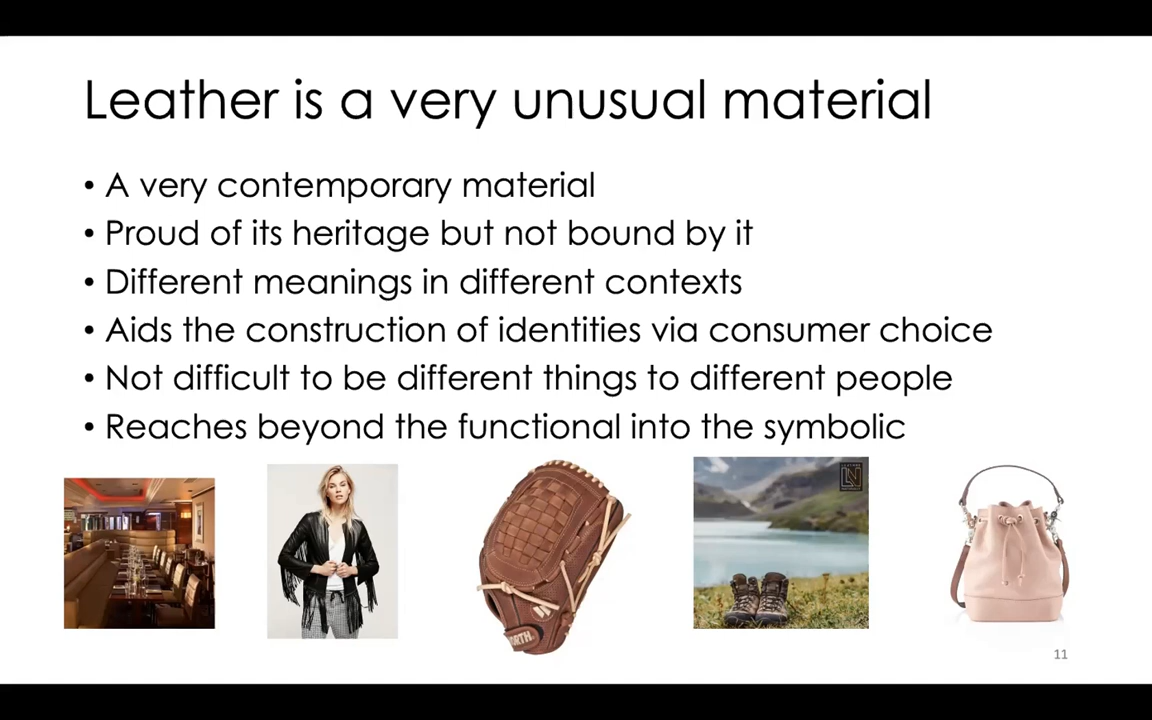 Leather is a very unusual material
• A very contemporary material
• Proud of its heritage but not bound by it
• Different meanings in different contexts
• Aids the construction of identities via consumer choice
• Not difficult to be different things to different people
• Reaches beyond the functional into the symbolic
ORTH.
11